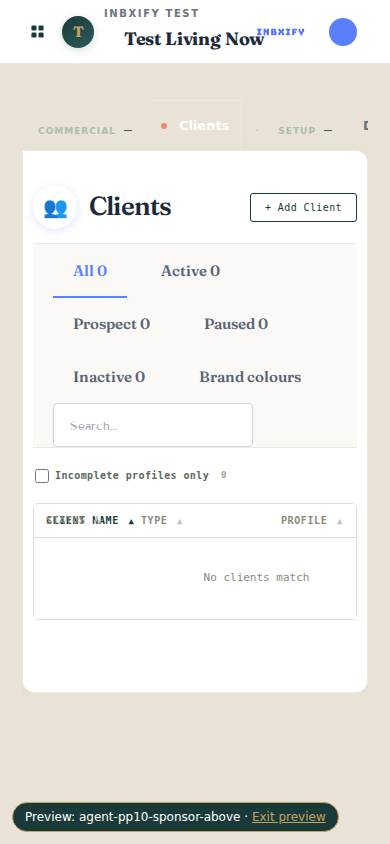 INBXIFY TEST
T
Test Living Now
INBXIFY
COMMERCIAL —
Clients
SETUP —
👥 Clients
+ Add Client
All 0
Active 0
Prospect 0
Paused 0
Inactive 0
Brand colours
Search…
Incomplete profiles only 0
NAME ▲
TYPE ▲
PROFILE ▲
No clients match
Preview: agent-pp10-sponsor-above · Exit preview